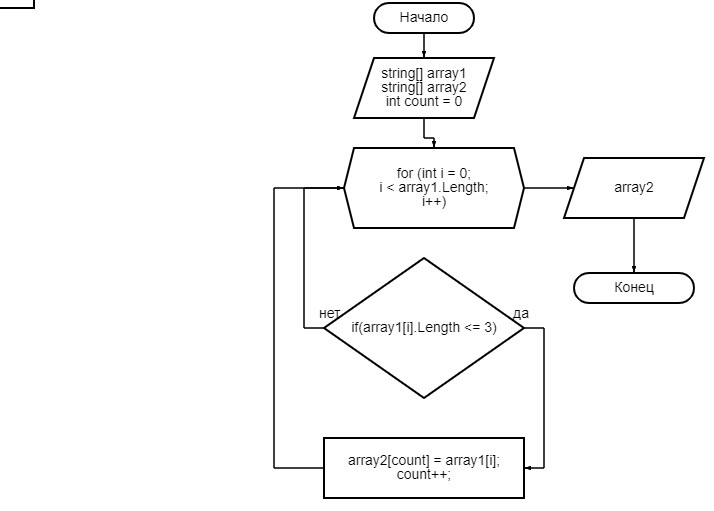 Начало
string[] array1
string[] array2
int count = 0
for (int i = 0;
i < array1.Length;
i++)
array2
Конец
нет
да
if(array1[i].Length <= 3)
array2[count] = array1[i];
count++;